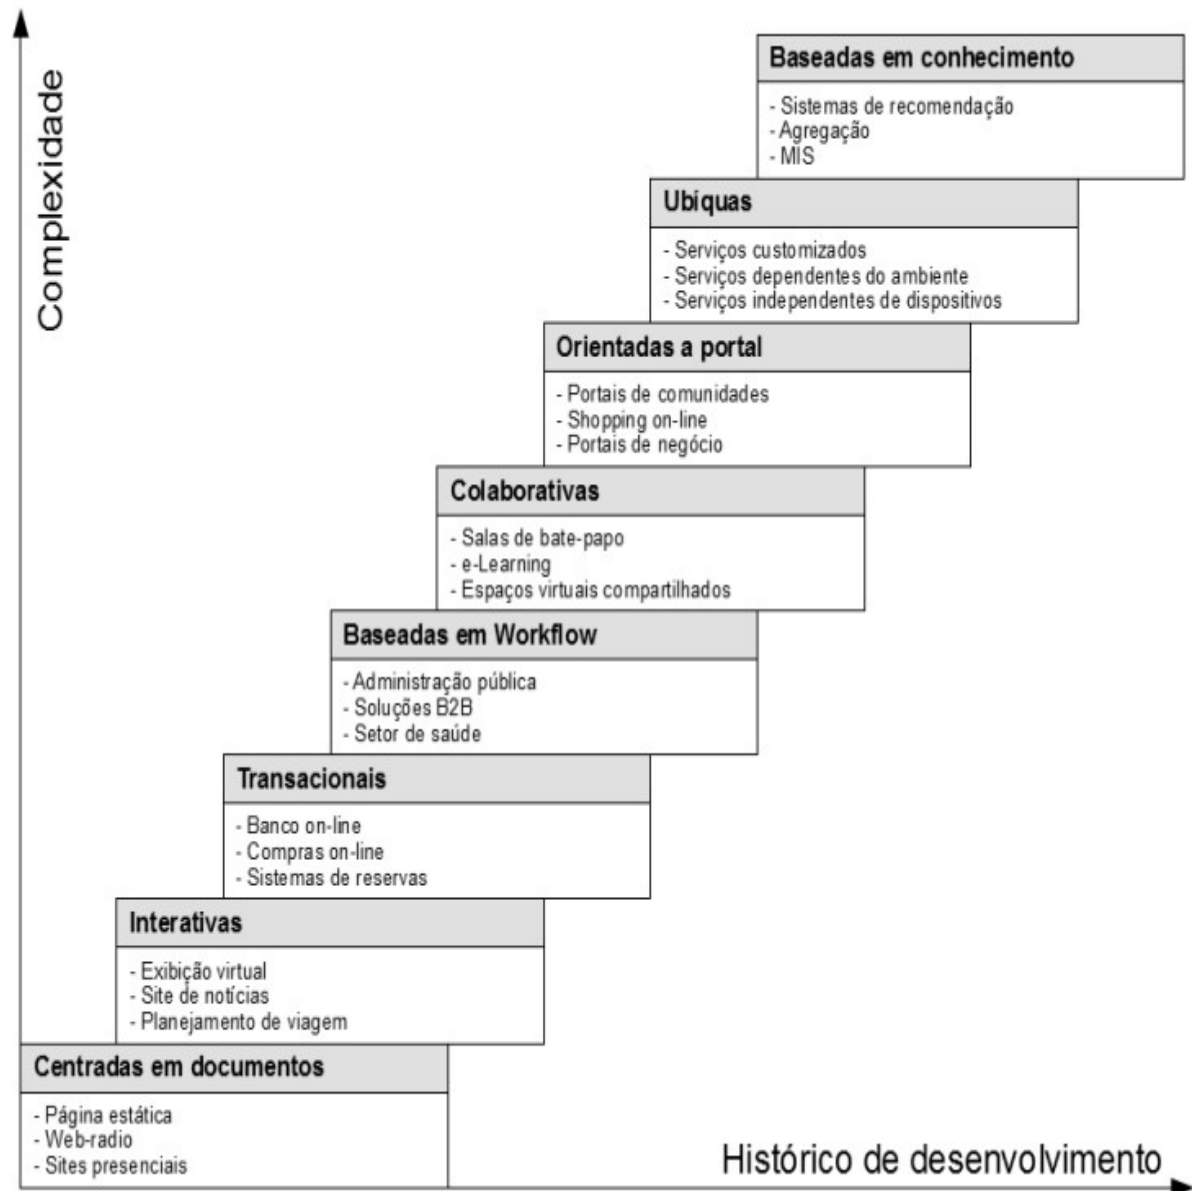 Complexidade
Baseadas em conhecimento
- Sistemas de recomendação
- Agregação
- MIS
Ubíquas
- Serviços customizados
- Serviços dependentes do ambiente
- Serviços independentes de dispositivos
Orientadas a portal
- Portais de comunidades
- Shopping on-line
- Portais de negócio
Colaborativas
- Salas de bate-papo
- e-Learning
- Espaços virtuais compartilhados
Baseadas em Workflow
- Administração pública
- Soluções B2B
- Setor de saúde
Transacionais
- Banco on-line
- Compras on-line
- Sistemas de reservas
Interativas
- Exibição virtual
- Site de notícias
- Planejamento de viagem
Centradas em documentos
- Página estática
- Web-radio
- Sites presenciais
Histórico de desenvolvimento